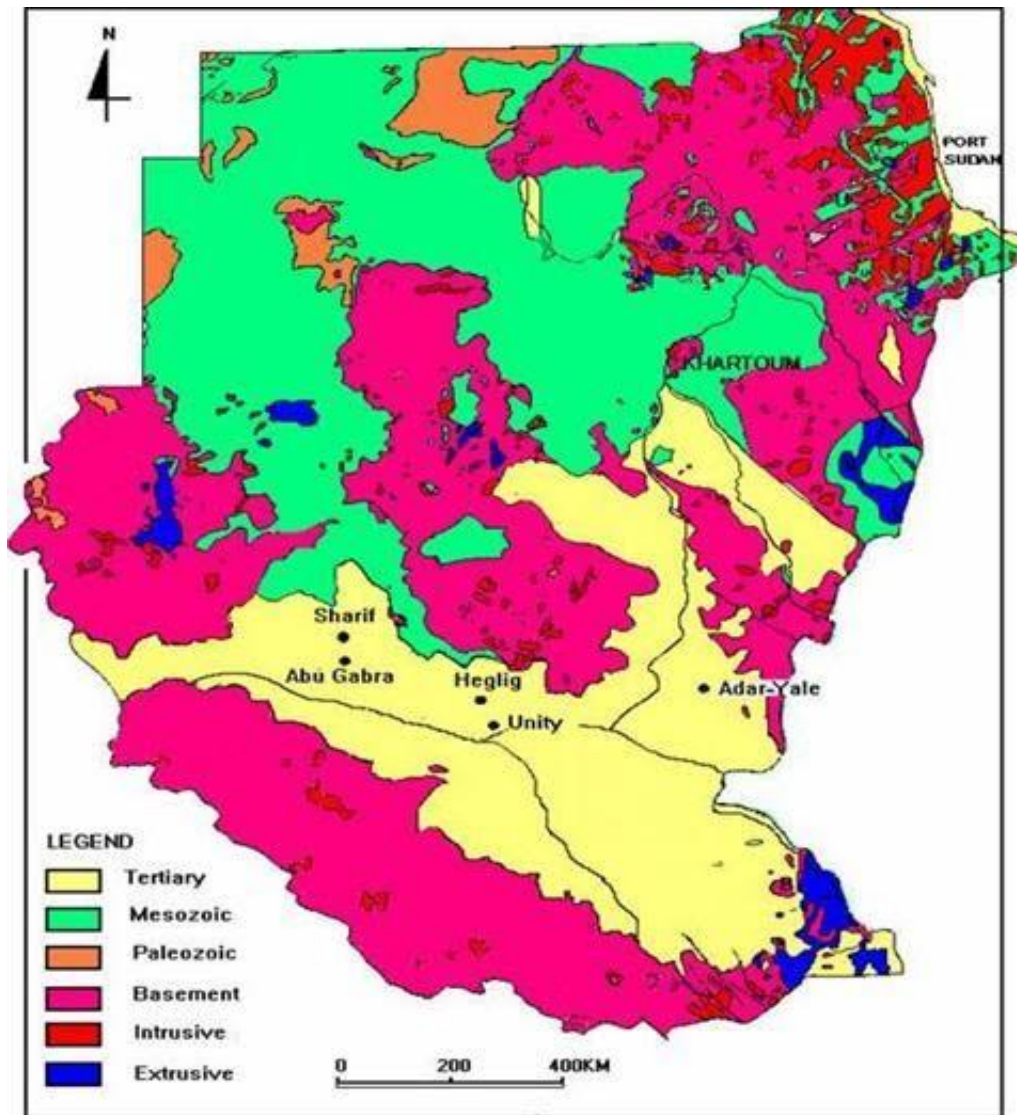 N
PORT
SUDAN
KHARTOUM
Sharif
Abu Gabra
Heglig
Adar-Yale
Unity
LEGEND
Tertiary
Mesozoic
Paleozoic
Basement
Intrusive
Extrusive
0 200 400KM